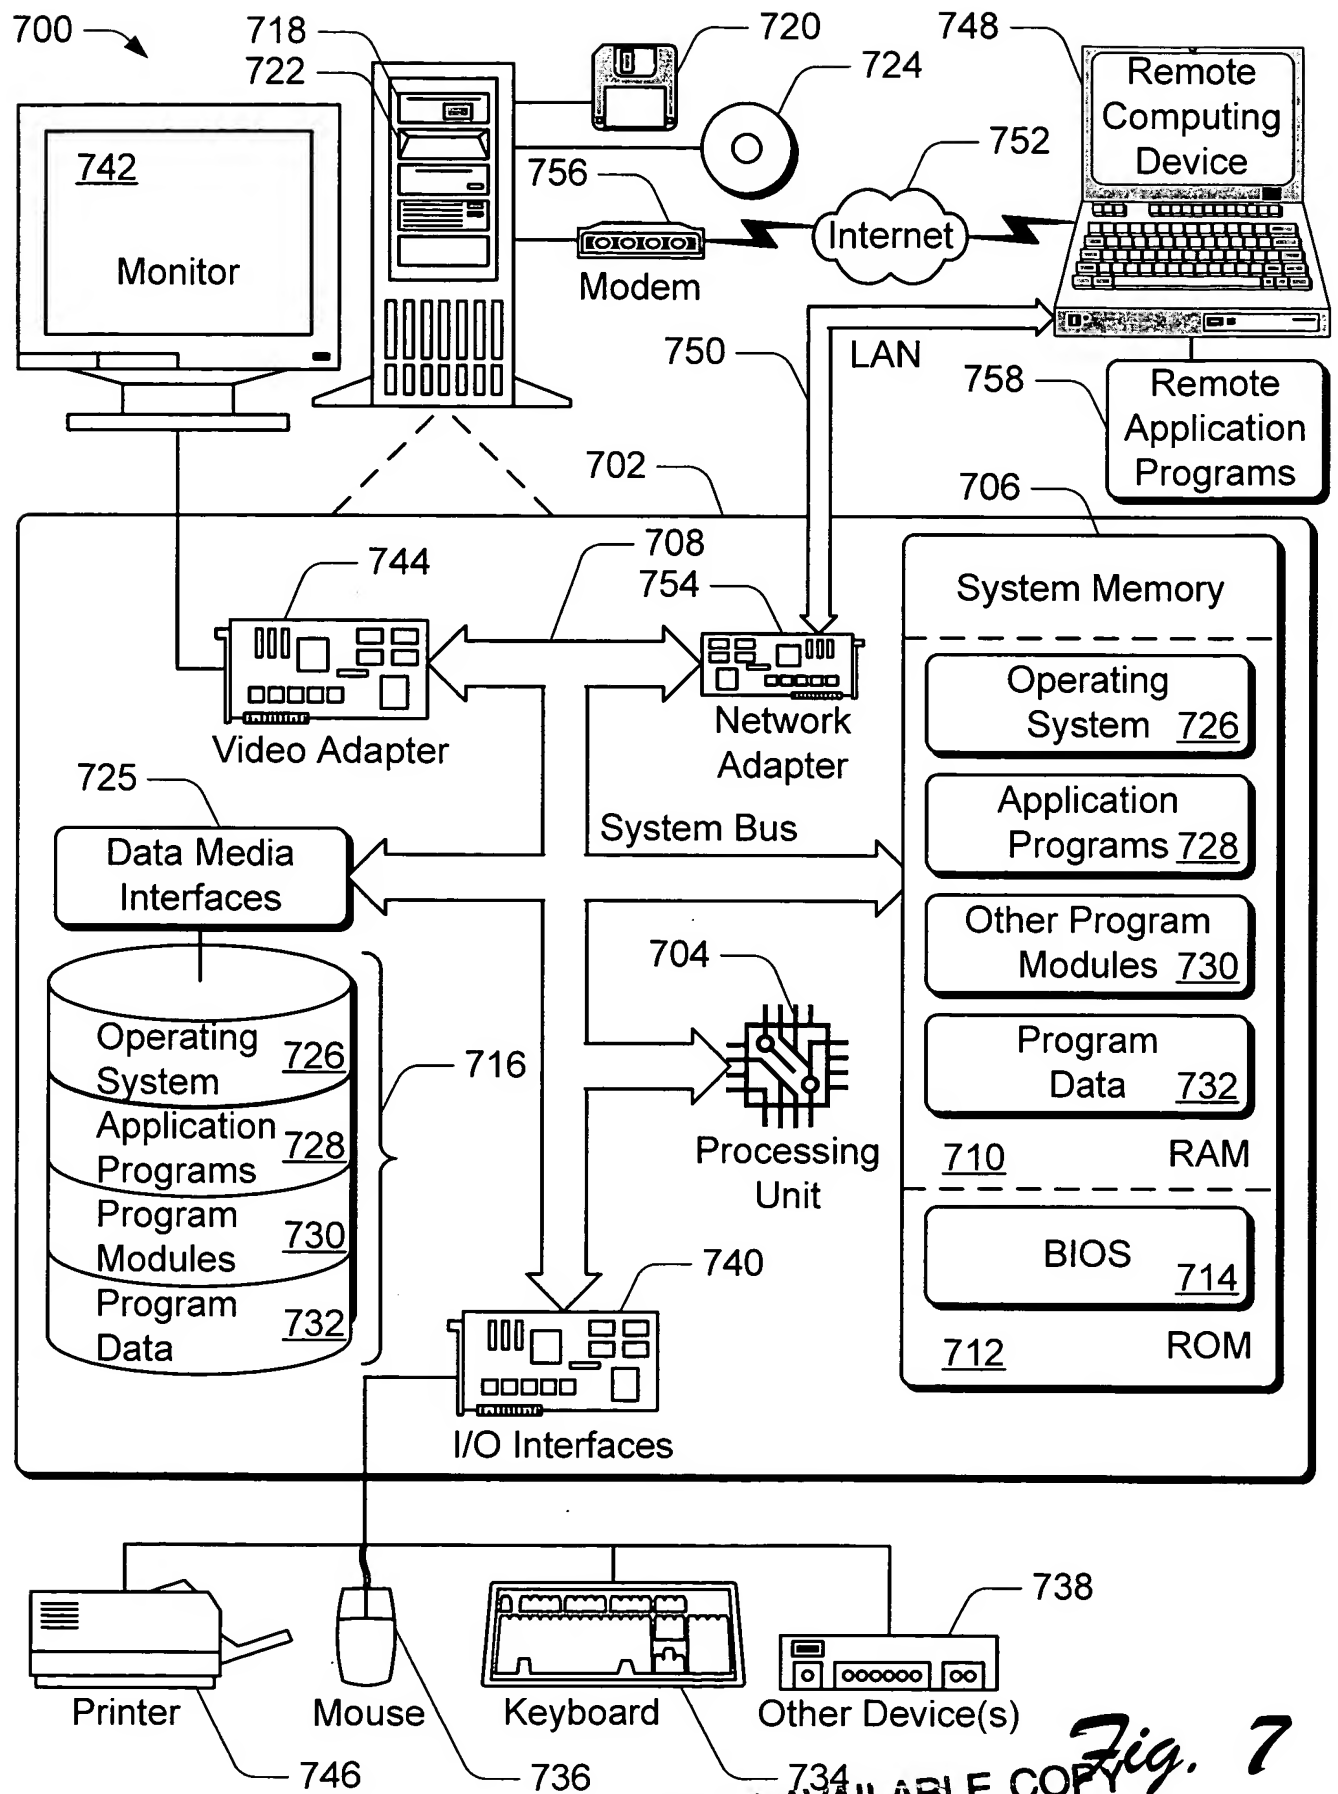 700
718
722
720
724
748
Remote
Computing
Device
742
Monitor
756
Modem
752
Internet
750
LAN
758
Remote
Application
Programs
702
706
744
708
754
System Memory
Operating
System 726
Video Adapter
Network
Adapter
725
Application
Programs 728
System Bus
Data Media
Interfaces
Other Program
Modules 730
704
Operating
System 726
716
Program
Data 732
Application
Programs 728
Processing
Unit
710 RAM
Program
Modules 730
BIOS
714
740
Program
Data 732
712 ROM
I/O Interfaces
738
Printer
Mouse
Keyboard
Other Device(s)
746
736
734
Fig. 7
COPY